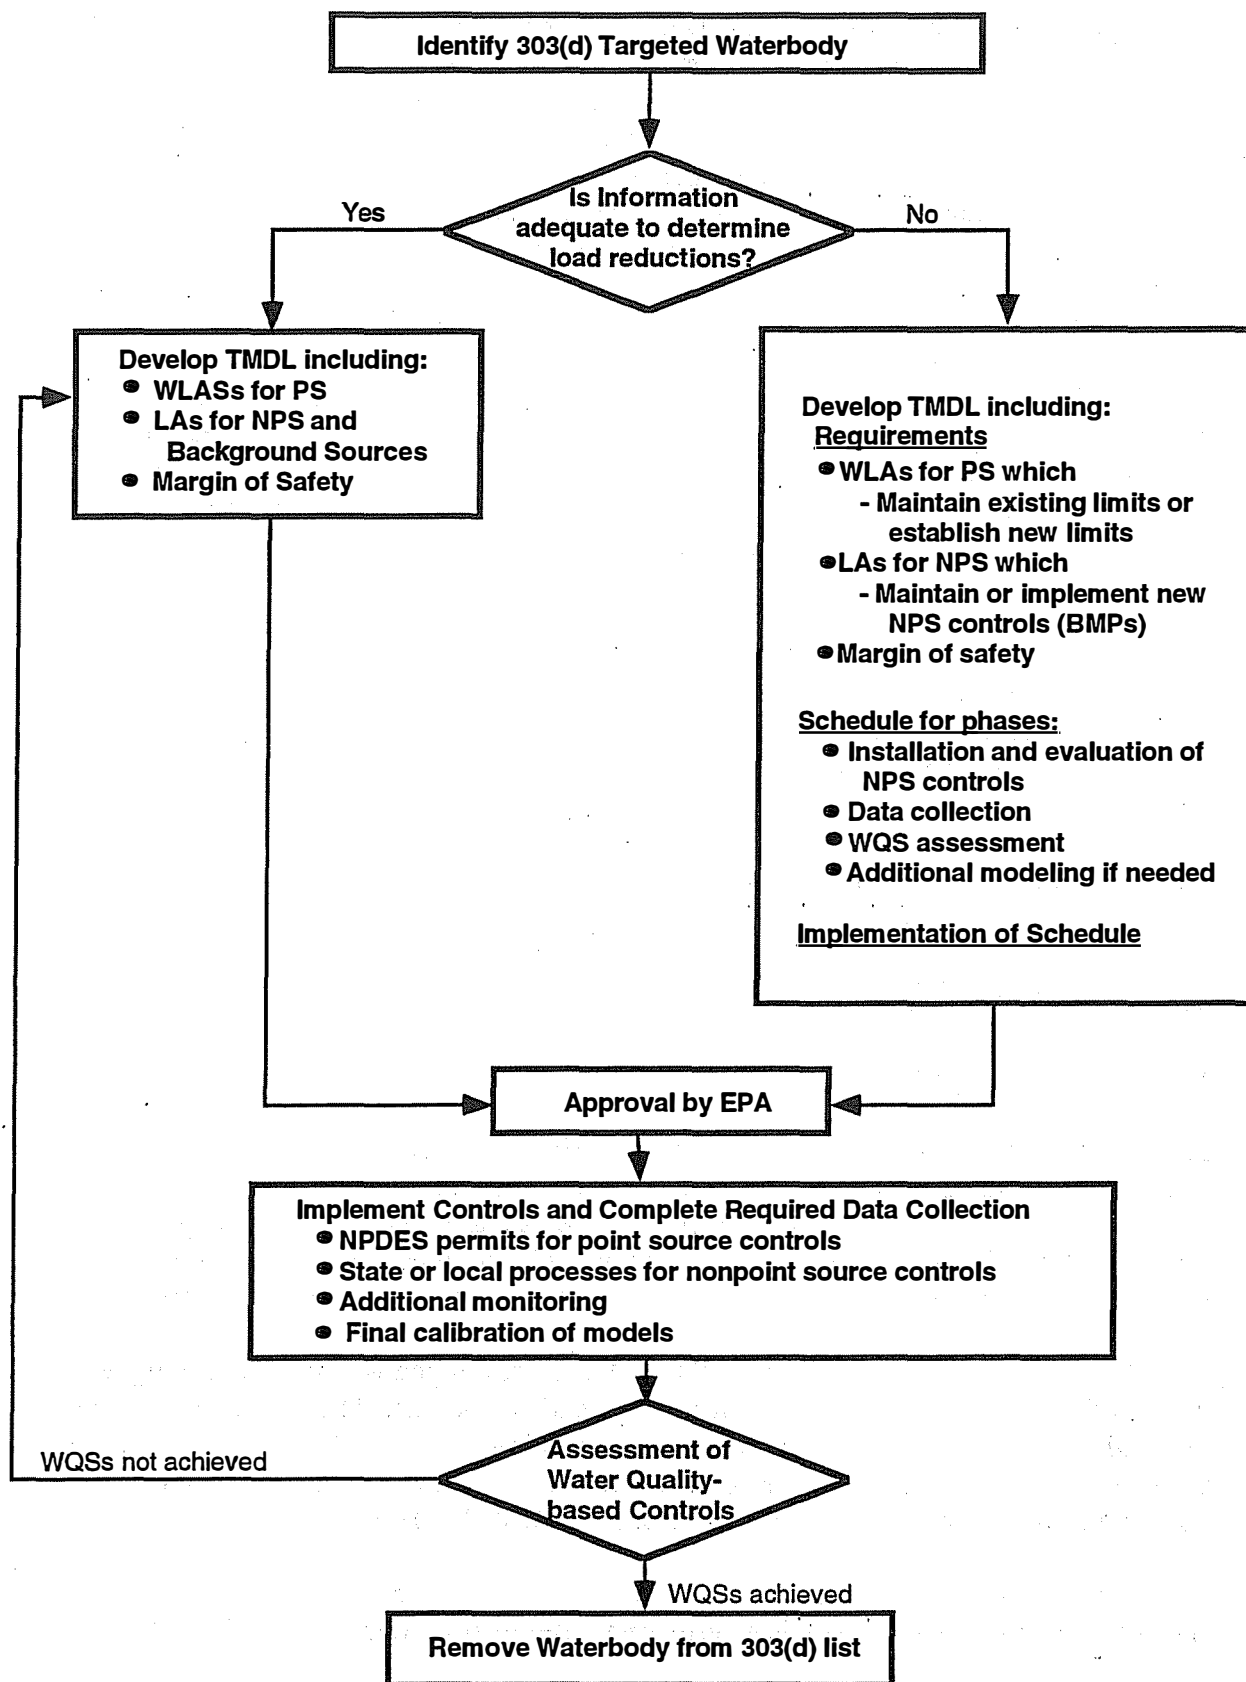 Identify 303(d) Targeted Waterbody
Is Information
adequate to determine
load reductions?
Yes
No
Develop TMDL including:
● WLASs for PS
● LAs for NPS and
Background Sources
● Margin of Safety
Develop TMDL including:
Requirements
● WLAs for PS which
- Maintain existing limits or
establish new limits
● LAs for NPS which
- Maintain or implement new
NPS controls (BMPs)
● Margin of safety
Schedule for phases:
● Installation and evaluation of
NPS controls
● Data collection
● WQS assessment
● Additional modeling if needed
Implementation of Schedule
Approval by EPA
Implement Controls and Complete Required Data Collection
● NPDES permits for point source controls
● State or local processes for nonpoint source controls
● Additional monitoring
● Final calibration of models
Assessment of
Water Quality-
based Controls
WQSs not achieved
WQSs achieved
Remove Waterbody from 303(d) list